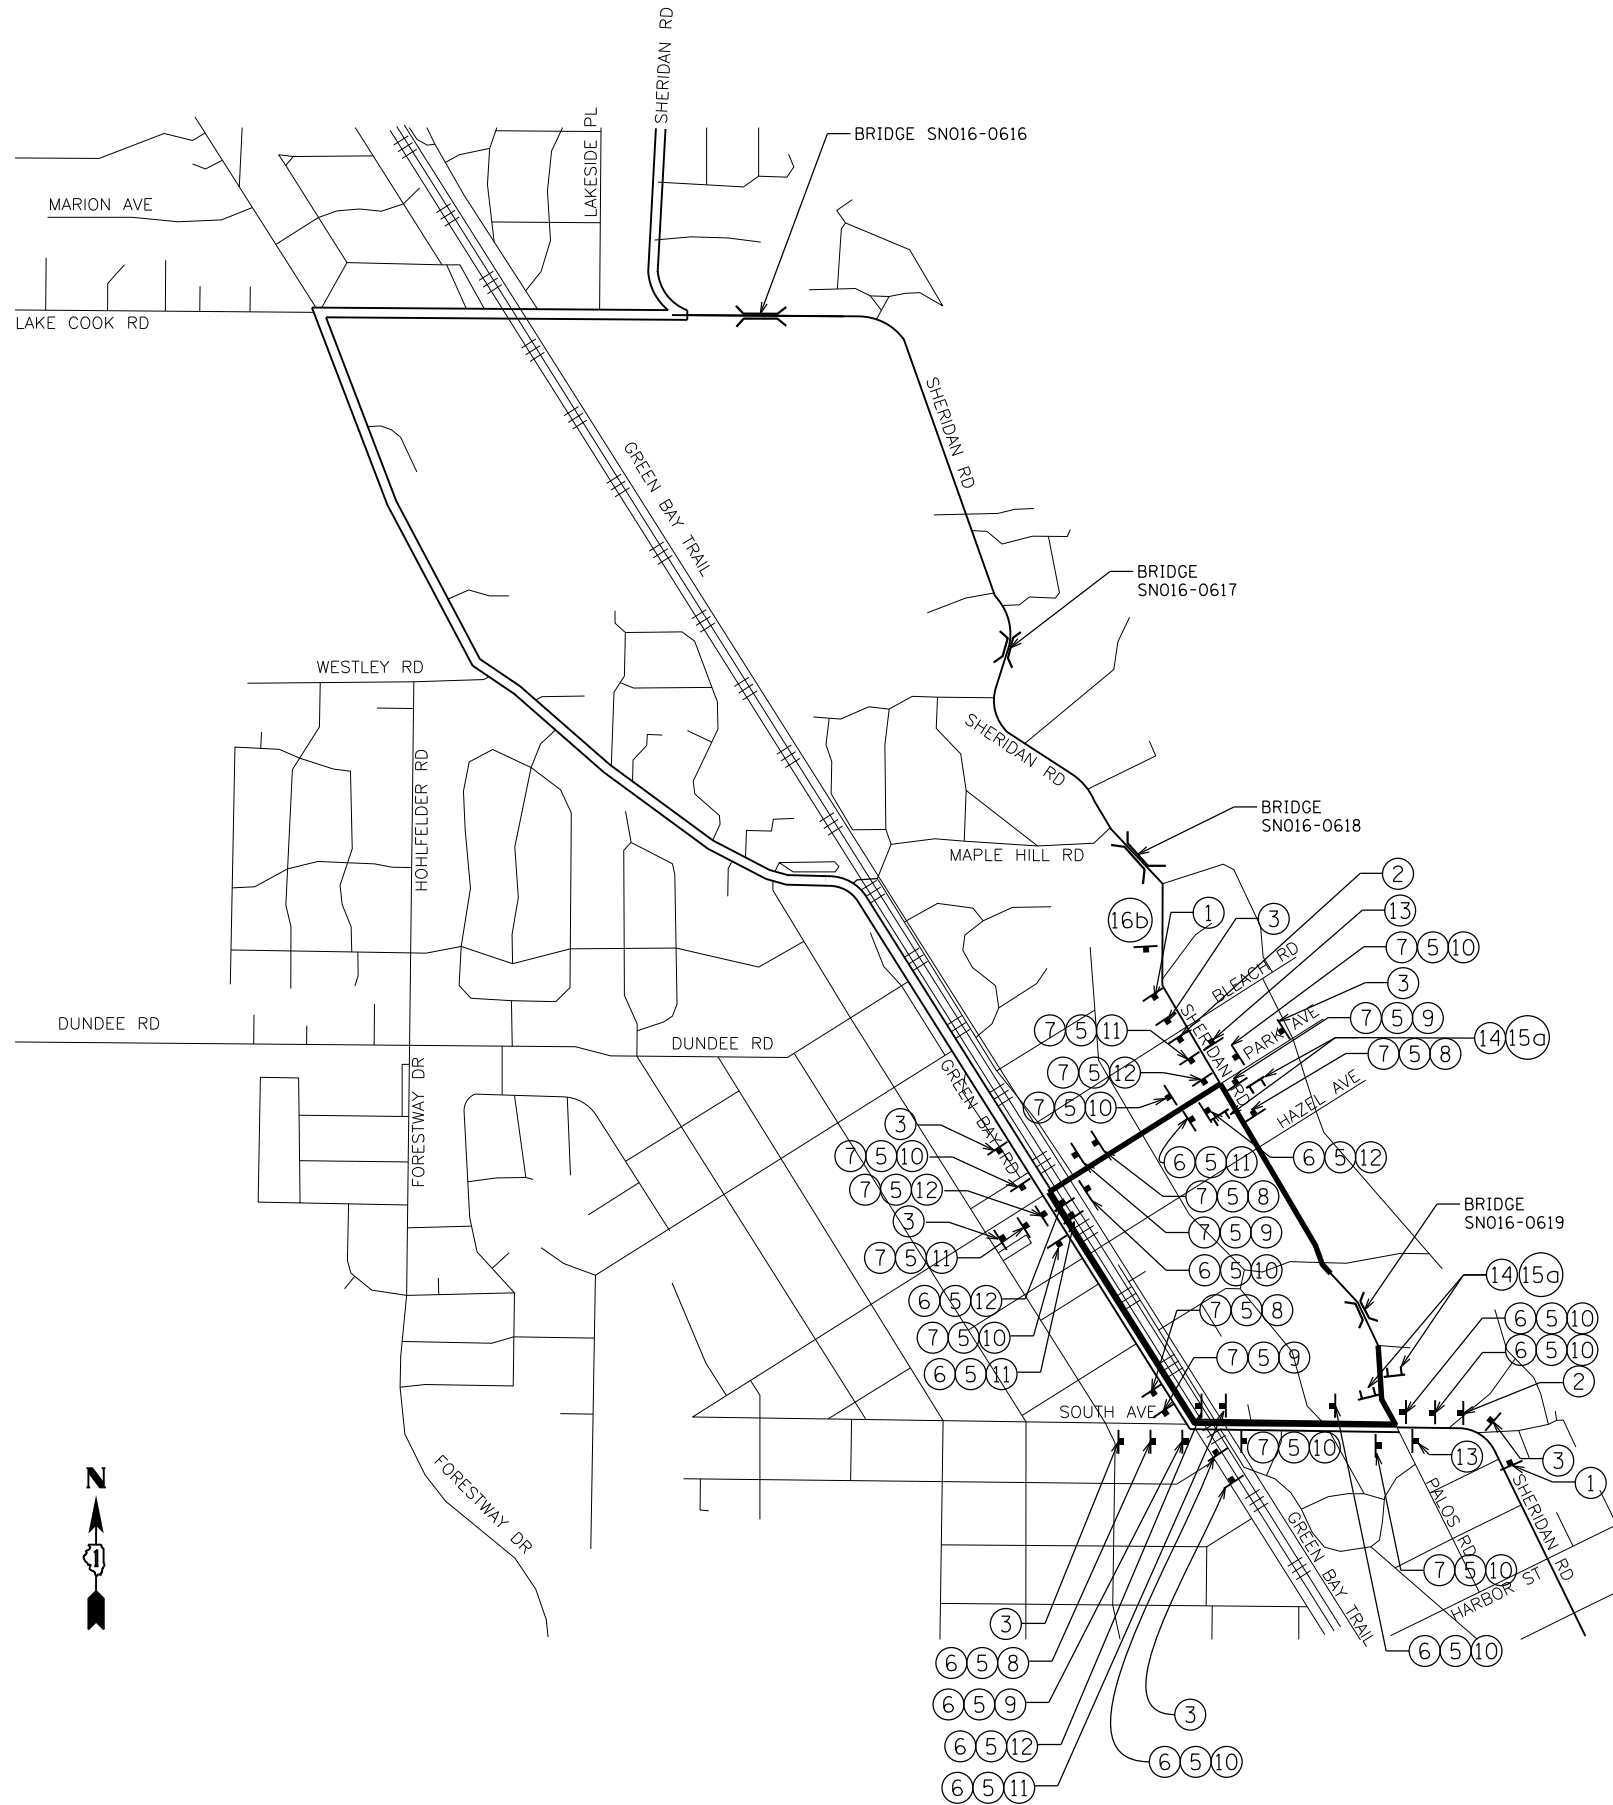 SHERIDAN RD
LAKESIDE PL
BRIDGE SN016-0616
MARION AVE
LAKE COOK RD
SHERIDAN RD
GREEN BAY TRAIL
BRIDGE
SN016-0617
WESTLEY RD
HOHLFELDER RD
SHERIDAN RD
BRIDGE
SN016-0618
MAPLE HILL RD
2
16b
1
3
13
BLEACH RD
7 5 10
3
SHERIDAN RD
PARK AVE
7 5 9
DUNDEE RD
7 5 11
14 15a
DUNDEE RD
7 5 8
7 5 12
FORESTWAY DR
GREEN BAY RD
HAZEL AVE
7 5 10
3
7 5 10
6 5 11
6 5 12
7 5 12
7 5 8
3
BRIDGE
SN016-0619
7 5 9
7 5 11
6 5 10
14 15a
6 5 12
7 5 8
6 5 10
7 5 10
6 5 10
7 5 9
6 5 11
2
SOUTH AVE
7 5 10
13
3
1
N
1
FORESTWAY DR
PALOS RD
SHERIDAN RD
GREEN BAY TRAIL
7 5 10
HARBOR ST
3
6 5 10
6 5 8
6 5 9
3
6 5 12
6 5 10
6 5 11